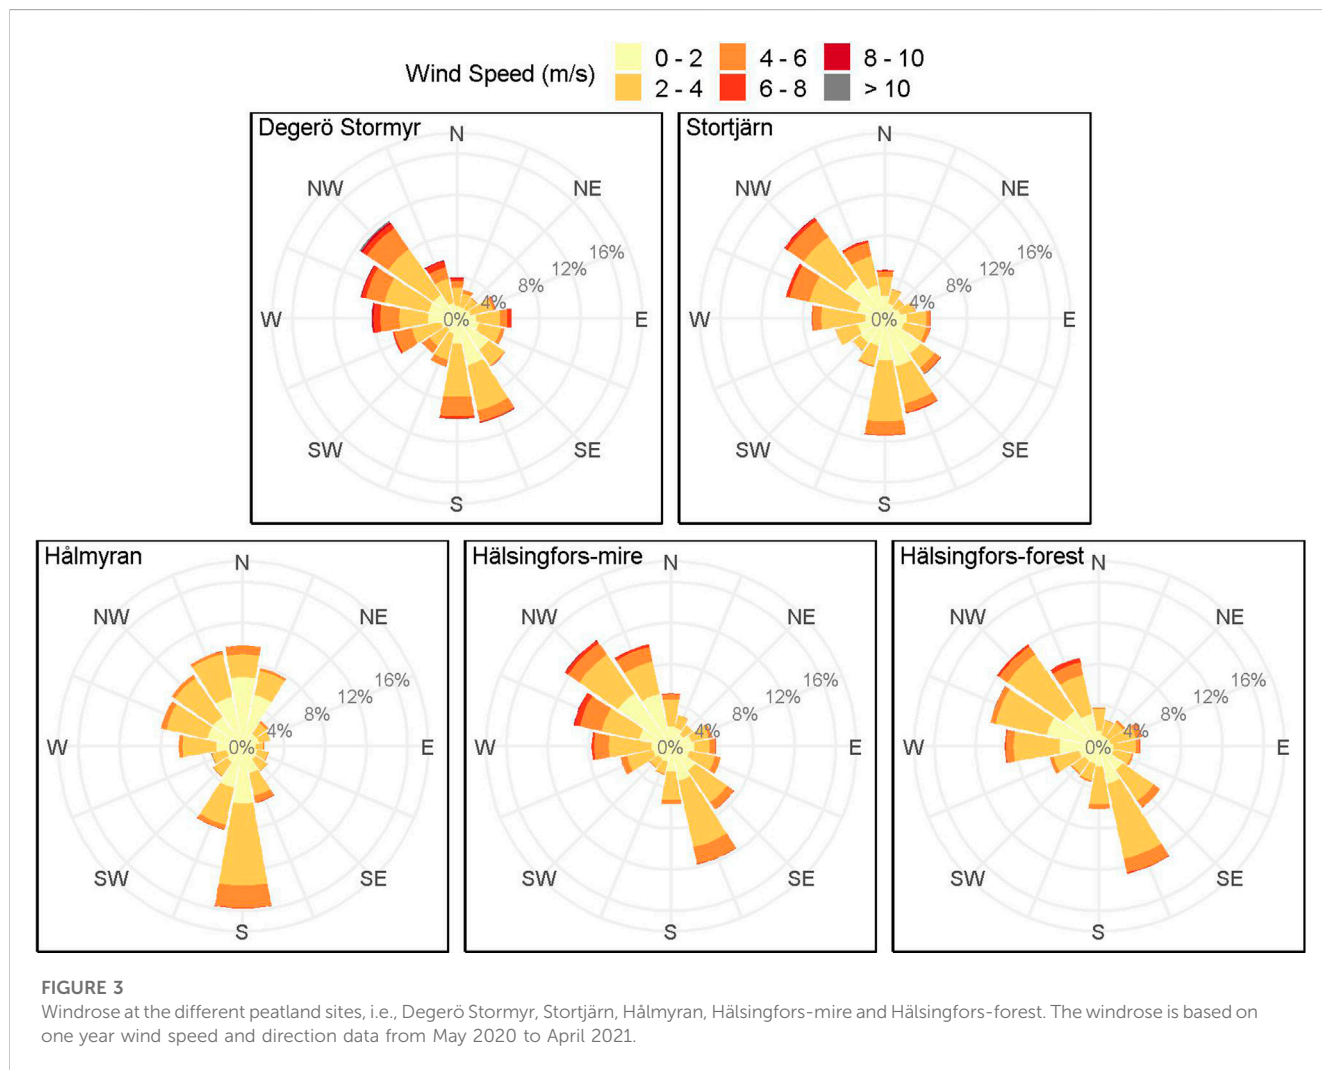 Wind Speed (m/s)
0 - 2
2 - 4
4 - 6
6 - 8
8 - 10
> 10
Degerö Stormyr
N
NW
NE
16%
12%
8%
4%
0%
W
E
SW
SE
S
Stortjärn
N
NW
NE
16%
12%
8%
4%
0%
W
E
SW
SE
S
Hålmyran
N
NW
NE
16%
12%
8%
4%
0%
W
E
SW
SE
S
Hälsingfors-mire
N
NW
NE
16%
12%
8%
4%
0%
W
E
SW
SE
S
Hälsingfors-forest
N
NW
NE
16%
12%
8%
4%
0%
W
E
SW
SE
S
FIGURE 3
Windrose at the different peatland sites, i.e., Degerö Stormyr, Stortjärn, Hålmyran, Hälsingfors-mire and Hälsingfors-forest. The windrose is based on
one year wind speed and direction data from May 2020 to April 2021.